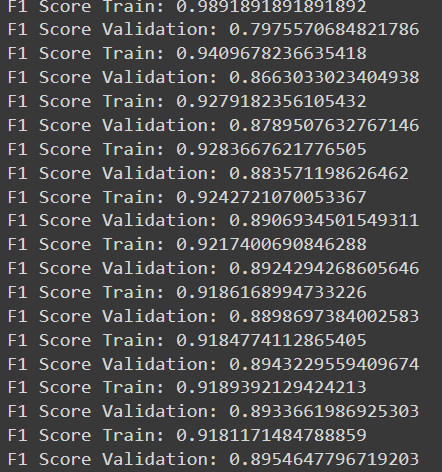 F1 Score Train: 0.9891891891891892
F1 Score Validation: 0.7975570684821786
F1 Score Train: 0.9409678236635418
F1 Score Validation: 0.8663033023404938
F1 Score Train: 0.9279182356105432
F1 Score Validation: 0.8789507632767146
F1 Score Train: 0.9283667621776505
F1 Score Validation: 0.883571198626462
F1 Score Train: 0.9242721070053367
F1 Score Validation: 0.8906934501549311
F1 Score Train: 0.9217400690846288
F1 Score Validation: 0.8924294268605646
F1 Score Train: 0.9186168994733226
F1 Score Validation: 0.8898697384002583
F1 Score Train: 0.9184774112865405
F1 Score Validation: 0.8943229559409674
F1 Score Train: 0.9189392129424213
F1 Score Validation: 0.8933661986925303
F1 Score Train: 0.9181171484788859
F1 Score Validation: 0.8954647796719203